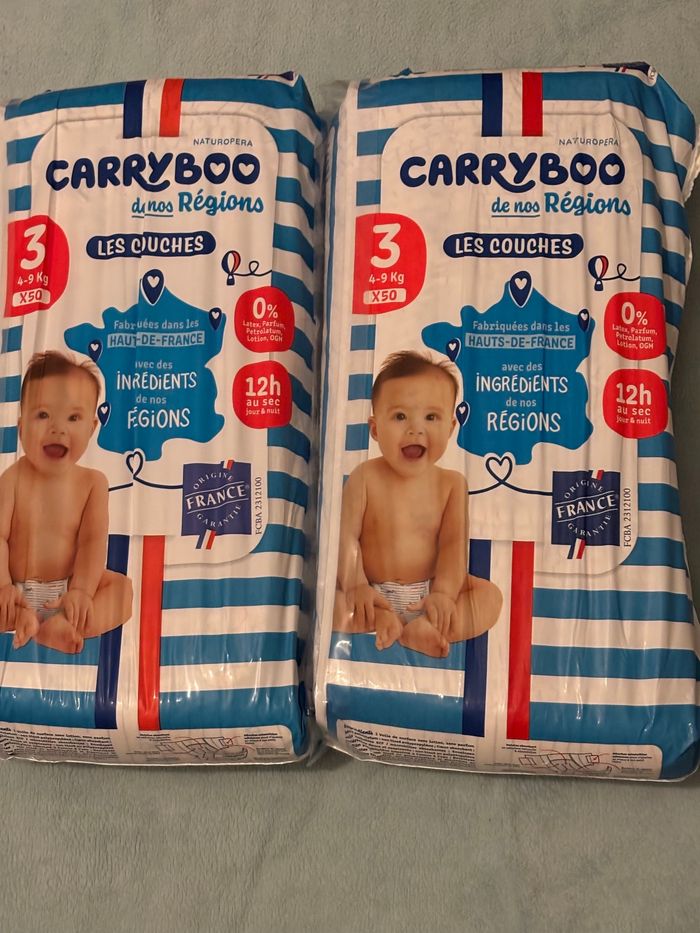 NATUROPERA
CARRYBOO
de nos Régions
LES COUCHES
3
4-9 Kg
X50
Fabriquées dans les
HAUT-DE-FRANCE
avec des
INRÉDIENTS
de nos
RÉGIONS
0%
Latex, Parfum,
Petrolatum,
Lotion, OGM
12h
au sec
jour & nuit
ORIGINE
FRANCE
GARANTIE
FCBA 2312100
NATUROPERA
CARRYBOO
de nos Régions
LES COUCHES
3
4-9 Kg
X50
Fabriquées dans les
HAUTS-DE-FRANCE
avec des
INGRÉDIENTS
de nos
RÉGIONS
0%
Latex, Parfum,
Petrolatum,
Lotion, OGM
12h
au sec
jour & nuit
ORIGINE
FRANCE
GARANTIE
FCBA 2312100